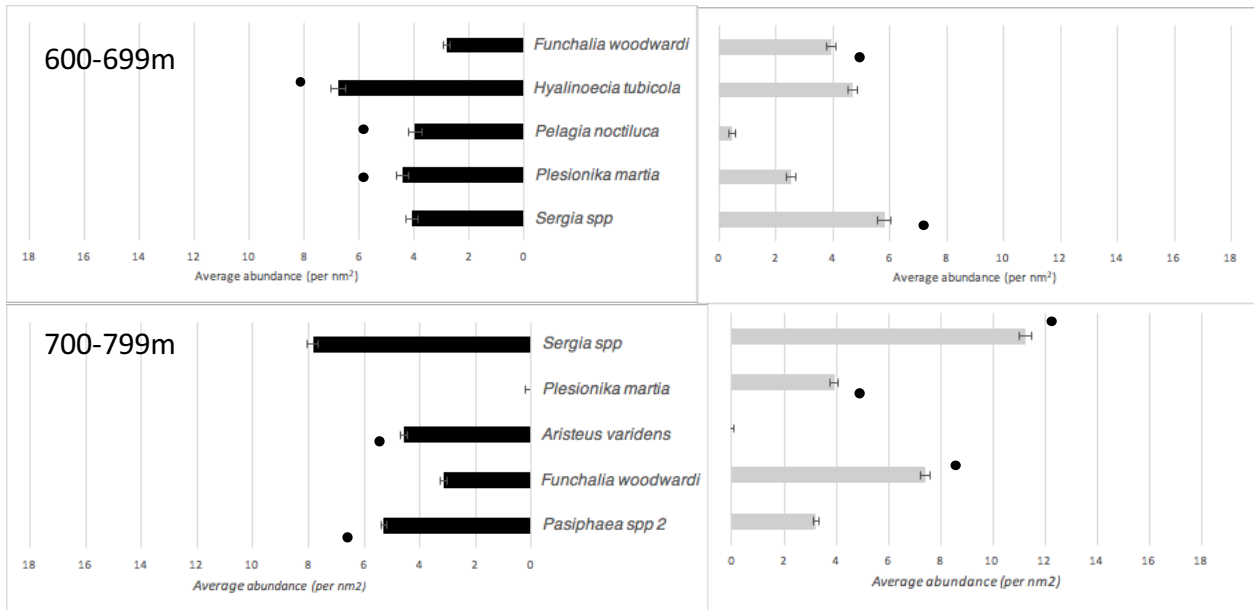 600-699m
Funchalia woodwardi
Hyalinoecia tubicola
Pelagia noctiluca
Plesionika martia
Sergia spp
18 16 14 12 10 8 6 4 2 0
Average abundance (per nm²)
0 2 4 6 8 10 12 14 16 18
Average abundance (per nm²)
700-799m
Sergia spp
Plesionika martia
Aristeus varidens
Funchalia woodwardi
Pasiphaea spp 2
18 16 14 12 10 8 6 4 2 0
Average abundance (per nm2)
0 2 4 6 8 10 12 14 16 18
Average abundance (per nm2)